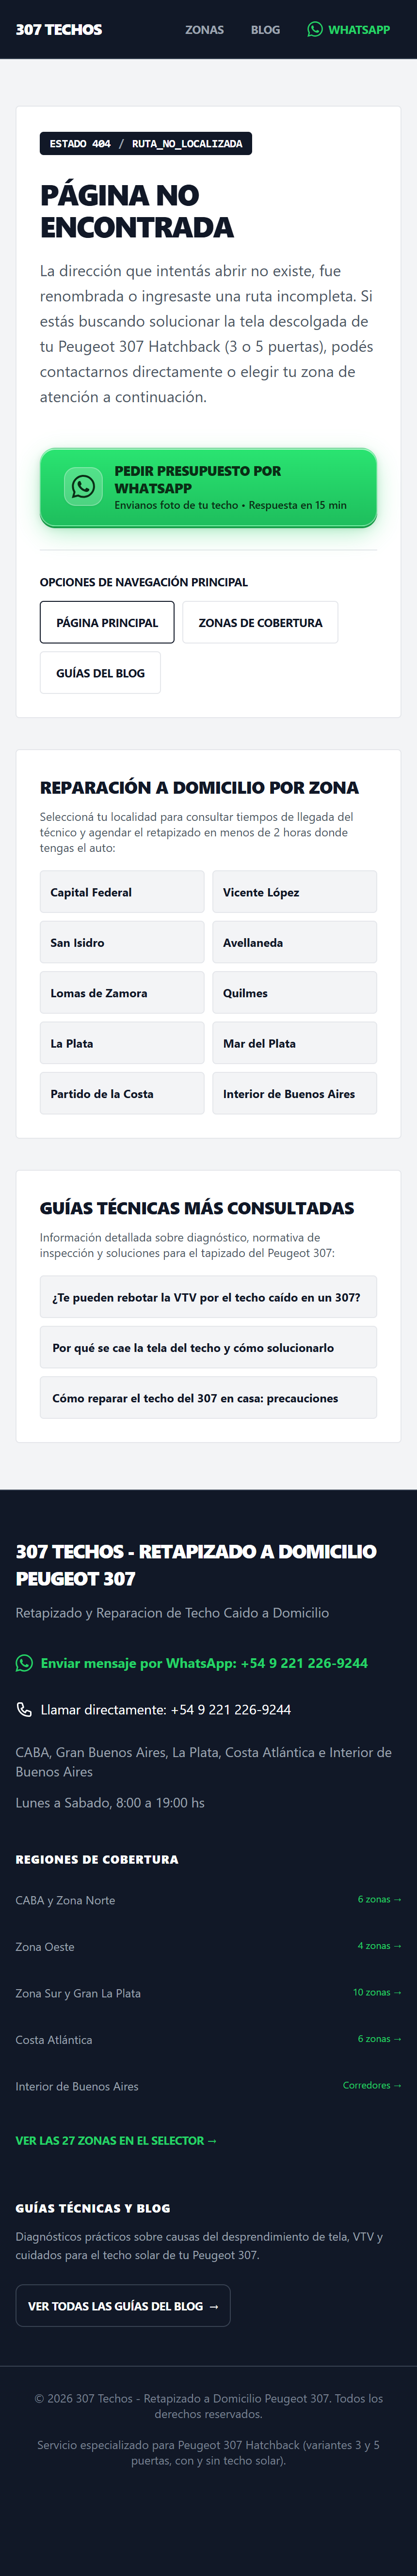 307 TECHOS
ZONAS
BLOG
WHATSAPP
ESTADO 404 / RUTA_NO_LOCALIZADA
PÁGINA NO
ENCONTRADA
La dirección que intentás abrir no existe, fue
renombrada o ingresaste una ruta incompleta. Si
estás buscando solucionar la tela descolgada de
tu Peugeot 307 Hatchback (3 o 5 puertas), podés
contactarnos directamente o elegir tu zona de
atención a continuación.
PEDIR PRESUPUESTO POR
WHATSAPP
Envianos foto de tu techo • Respuesta en 15 min
OPCIONES DE NAVEGACIÓN PRINCIPAL
PÁGINA PRINCIPAL
ZONAS DE COBERTURA
GUÍAS DEL BLOG
REPARACIÓN A DOMICILIO POR ZONA
Seleccioná tu localidad para consultar tiempos de llegada del
técnico y agendar el retapizado en menos de 2 horas donde
tengas el auto:
Capital Federal
Vicente López
San Isidro
Avellaneda
Lomas de Zamora
Quilmes
La Plata
Mar del Plata
Partido de la Costa
Interior de Buenos Aires
GUÍAS TÉCNICAS MÁS CONSULTADAS
Información detallada sobre diagnóstico, normativa de
inspección y soluciones para el tapizado del Peugeot 307:
¿Te pueden rebotar la VTV por el techo caído en un 307?
Por qué se cae la tela del techo y cómo solucionarlo
Cómo reparar el techo del 307 en casa: precauciones
307 TECHOS - RETAPIZADO A DOMICILIO
PEUGEOT 307
Retapizado y Reparacion de Techo Caido a Domicilio
Enviar mensaje por WhatsApp: +54 9 221 226-9244
Llamar directamente: +54 9 221 226-9244
CABA, Gran Buenos Aires, La Plata, Costa Atlántica e Interior de
Buenos Aires
Lunes a Sabado, 8:00 a 19:00 hs
REGIONES DE COBERTURA
CABA y Zona Norte
6 zonas →
Zona Oeste
4 zonas →
Zona Sur y Gran La Plata
10 zonas →
Costa Atlántica
6 zonas →
Interior de Buenos Aires
Corredores →
VER LAS 27 ZONAS EN EL SELECTOR →
GUÍAS TÉCNICAS Y BLOG
Diagnósticos prácticos sobre causas del desprendimiento de tela, VTV y
cuidados para el techo solar de tu Peugeot 307.
VER TODAS LAS GUÍAS DEL BLOG →
© 2026 307 Techos - Retapizado a Domicilio Peugeot 307. Todos los
derechos reservados.
Servicio especializado para Peugeot 307 Hatchback (variantes 3 y 5
puertas, con y sin techo solar).